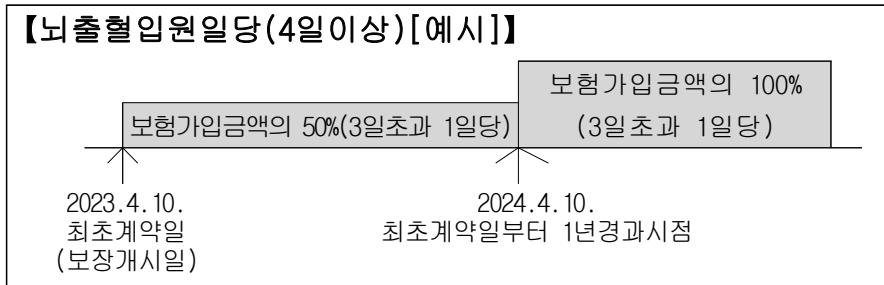 【뇌출혈입원일당(4일이상)[예시]】
보험가입금액의 100%
(3일초과 1일당)
보험가입금액의 50%(3일초과 1일당)
2023.4.10.
최초계약일
(보장개시일)
2024.4.10.
최초계약일부터 1년경과시점